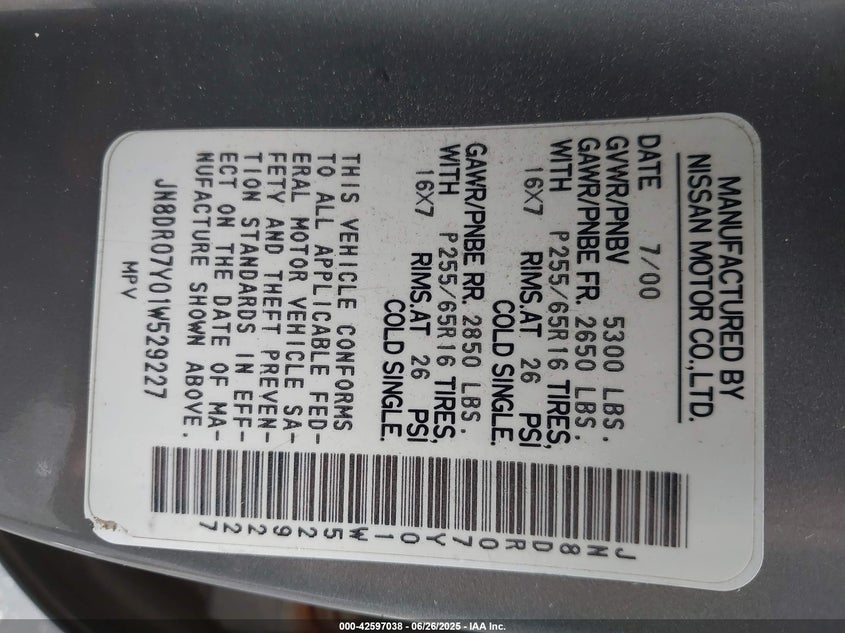 MANUFACTURED BY
NISSAN MOTOR CO.,LTD.
DATE 7/00
GVWR/PNBV 5300 LBS.
GAWR/PNBE FR. 2650 LBS.
WITH P255/65R16 TIRES,
16X7 RIMS.AT 26 PSI
COLD SINGLE.
GAWR/PNBE RR. 2850 LBS.
WITH P255/65R16 TIRES,
16X7 RIMS.AT 26 PSI
COLD SINGLE.
THIS VEHICLE CONFORMS
TO ALL APPLICABLE FED-
ERAL MOTOR VEHICLE SA-
FETY AND THEFT PREVEN-
TION STANDARDS IN EFF-
ECT ON THE DATE OF MA-
NUFACTURE SHOWN ABOVE.
JN8DR07Y01W529227
MPV
JN8DR07Y01W529227
000-42597038 - 06/26/2025 - IAA Inc.